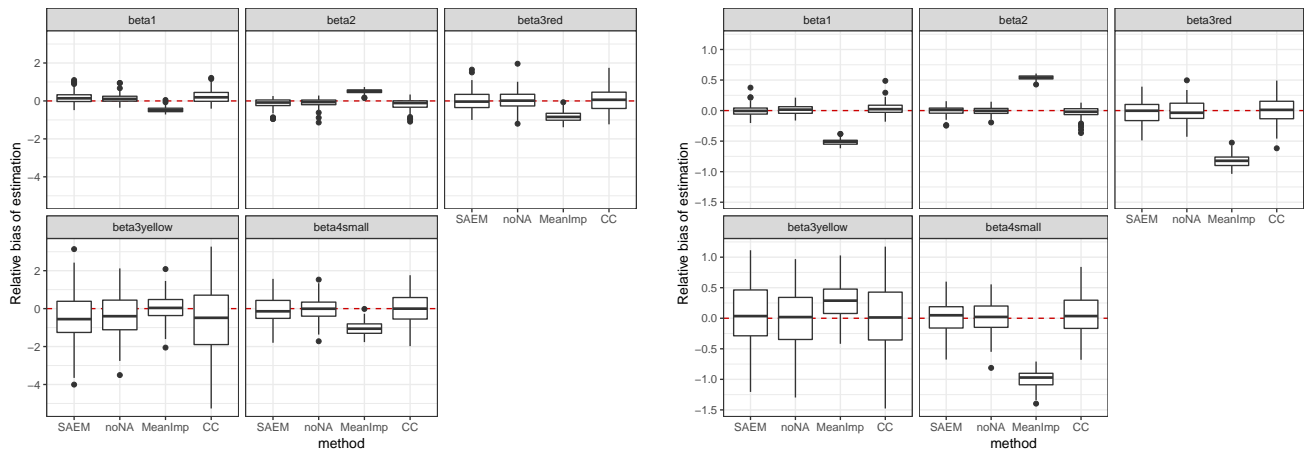 beta1 beta2 beta3red
2
0
−2
−4
beta3yellow beta4small
SAEM noNA MeanImp CC
2
0
−2
−4
SAEM noNA MeanImp CC SAEM noNA MeanImp CC
method
Relative bias of estimation
beta1 beta2 beta3red
1.0
0.5
0.0
−0.5
−1.0
−1.5
beta3yellow beta4small
SAEM noNA MeanImp CC
1.0
0.5
0.0
−0.5
−1.0
−1.5
SAEM noNA MeanImp CC SAEM noNA MeanImp CC
method
Relative bias of estimation